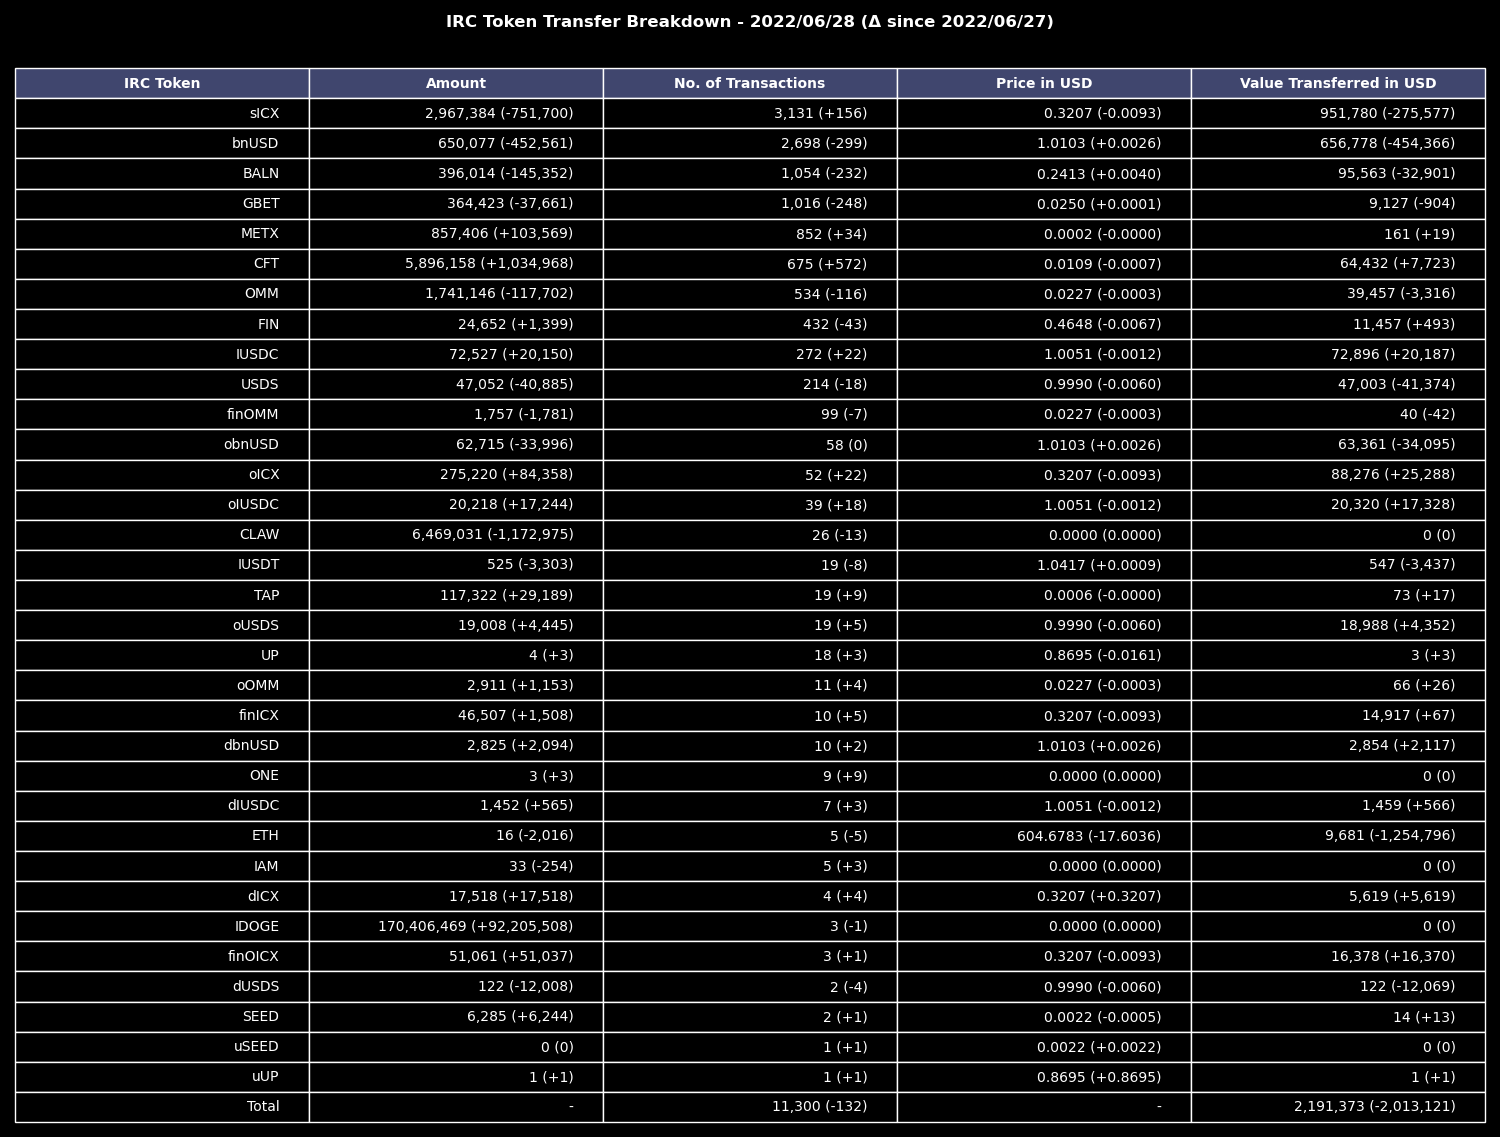 IRC Token Transfer Breakdown - 2022/06/28 (Δ since 2022/06/27)
IRC Token Amount No. of Transactions Price in USD Value Transferred in USD
sICX 2,967,384 (-751,700) 3,131 (+156) 0.3207 (-0.0093) 951,780 (-275,577)
bnUSD 650,077 (-452,561) 2,698 (-299) 1.0103 (+0.0026) 656,778 (-454,366)
BALN 396,014 (-145,352) 1,054 (-232) 0.2413 (+0.0040) 95,563 (-32,901)
GBET 364,423 (-37,661) 1,016 (-248) 0.0250 (+0.0001) 9,127 (-904)
METX 857,406 (+103,569) 852 (+34) 0.0002 (-0.0000) 161 (+19)
CFT 5,896,158 (+1,034,968) 675 (+572) 0.0109 (-0.0007) 64,432 (+7,723)
OMM 1,741,146 (-117,702) 534 (-116) 0.0227 (-0.0003) 39,457 (-3,316)
FIN 24,652 (+1,399) 432 (-43) 0.4648 (-0.0067) 11,457 (+493)
IUSDC 72,527 (+20,150) 272 (+22) 1.0051 (-0.0012) 72,896 (+20,187)
USDS 47,052 (-40,885) 214 (-18) 0.9990 (-0.0060) 47,003 (-41,374)
finOMM 1,757 (-1,781) 99 (-7) 0.0227 (-0.0003) 40 (-42)
obnUSD 62,715 (-33,996) 58 (0) 1.0103 (+0.0026) 63,361 (-34,095)
oICX 275,220 (+84,358) 52 (+22) 0.3207 (-0.0093) 88,276 (+25,288)
oIUSDC 20,218 (+17,244) 39 (+18) 1.0051 (-0.0012) 20,320 (+17,328)
CLAW 6,469,031 (-1,172,975) 26 (-13) 0.0000 (0.0000) 0 (0)
IUSDT 525 (-3,303) 19 (-8) 1.0417 (+0.0009) 547 (-3,437)
TAP 117,322 (+29,189) 19 (+9) 0.0006 (-0.0000) 73 (+17)
oUSDS 19,008 (+4,445) 19 (+5) 0.9990 (-0.0060) 18,988 (+4,352)
UP 4 (+3) 18 (+3) 0.8695 (-0.0161) 3 (+3)
oOMM 2,911 (+1,153) 11 (+4) 0.0227 (-0.0003) 66 (+26)
finICX 46,507 (+1,508) 10 (+5) 0.3207 (-0.0093) 14,917 (+67)
dbnUSD 2,825 (+2,094) 10 (+2) 1.0103 (+0.0026) 2,854 (+2,117)
ONE 3 (+3) 9 (+9) 0.0000 (0.0000) 0 (0)
dIUSDC 1,452 (+565) 7 (+3) 1.0051 (-0.0012) 1,459 (+566)
ETH 16 (-2,016) 5 (-5) 604.6783 (-17.6036) 9,681 (-1,254,796)
IAM 33 (-254) 5 (+3) 0.0000 (0.0000) 0 (0)
dICX 17,518 (+17,518) 4 (+4) 0.3207 (+0.3207) 5,619 (+5,619)
IDOGE 170,406,469 (+92,205,508) 3 (-1) 0.0000 (0.0000) 0 (0)
finOICX 51,061 (+51,037) 3 (+1) 0.3207 (-0.0093) 16,378 (+16,370)
dUSDS 122 (-12,008) 2 (-4) 0.9990 (-0.0060) 122 (-12,069)
SEED 6,285 (+6,244) 2 (+1) 0.0022 (-0.0005) 14 (+13)
uSEED 0 (0) 1 (+1) 0.0022 (+0.0022) 0 (0)
uUP 1 (+1) 1 (+1) 0.8695 (+0.8695) 1 (+1)
Total - 11,300 (-132) - 2,191,373 (-2,013,121)